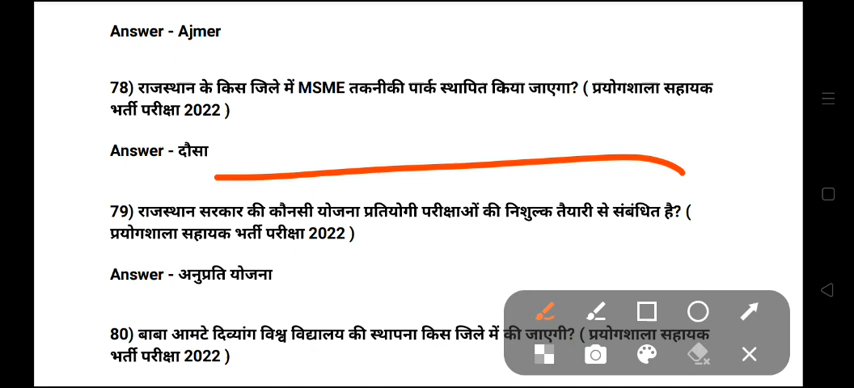 Answer - Ajmer
78) राजस्थान के किस जिले में MSME तकनीकी पार्क स्थापित किया जाएगा? ( प्रयोगशाला सहायक
भर्ती परीक्षा 2022 )
Answer - दौसा
79) राजस्थान सरकार की कौनसी योजना प्रतियोगी परीक्षाओं की निशुल्क तैयारी से संबंधित है? (
प्रयोगशाला सहायक भर्ती परीक्षा 2022 )
Answer - अनुप्रति योजना
80) बाबा आमटे दिव्यांग विश्व विद्यालय की स्थापना किस जिले में की जाएगी? ( प्रयोगशाला सहायक
भर्ती परीक्षा 2022 )